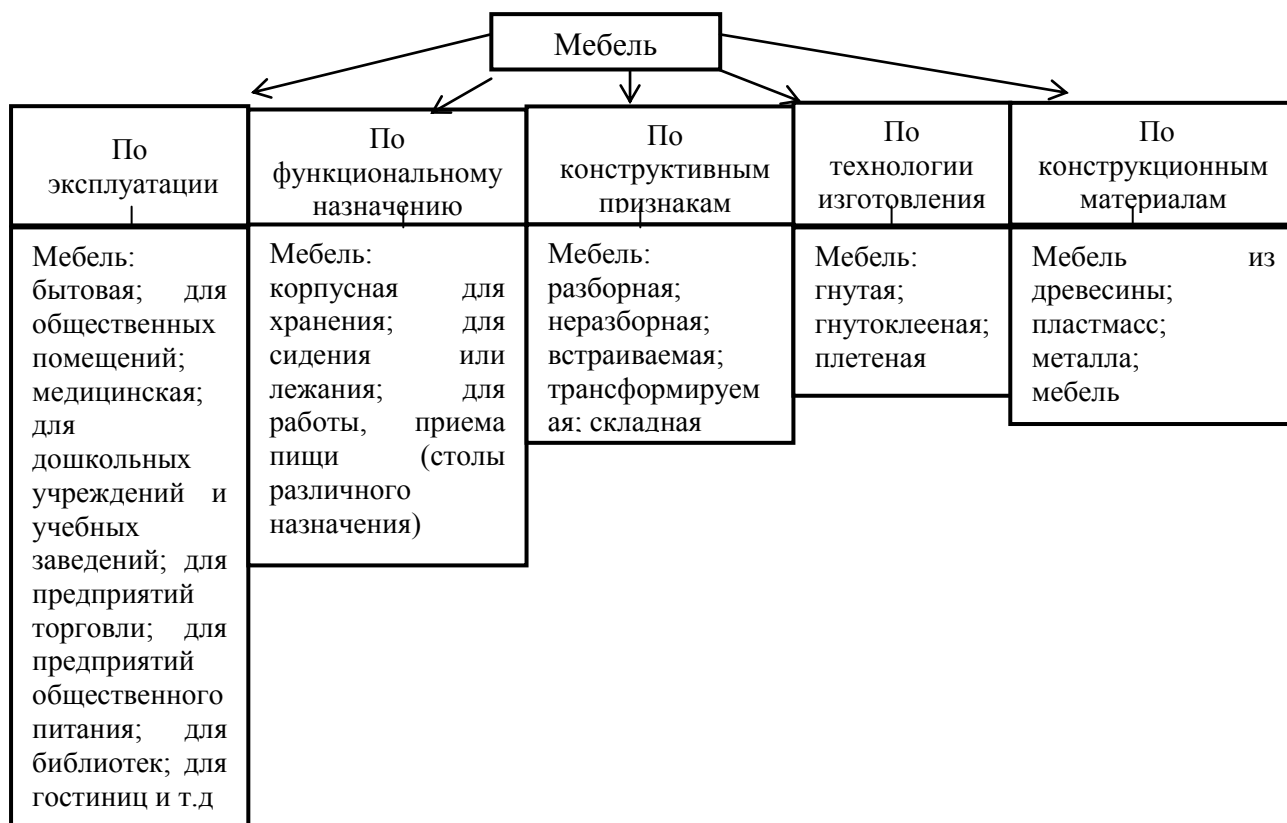 Мебель
По
эксплуатации
По
функциональному
назначению
По
конструктивным
признакам
По
технологии
изготовления
По
конструкционным
материалам
Мебель:
бытовая; для
общественных
помещений;
медицинская;
для
дошкольных
учреждений и
учебных
заведений; для
предприятий
торговли; для
предприятий
общественного
питания; для
библиотек; для
гостиниц и т.д
Мебель:
корпусная для
хранения; для
сидения или
лежания; для
работы, приема
пищи (столы
различного
назначения)
Мебель:
разборная;
неразборная;
встраиваемая;
трансформируем
ая; складная
Мебель:
гнутая;
гнутоклееная;
плетеная
Мебель из
древесины;
пластмасс;
металла;
мебель